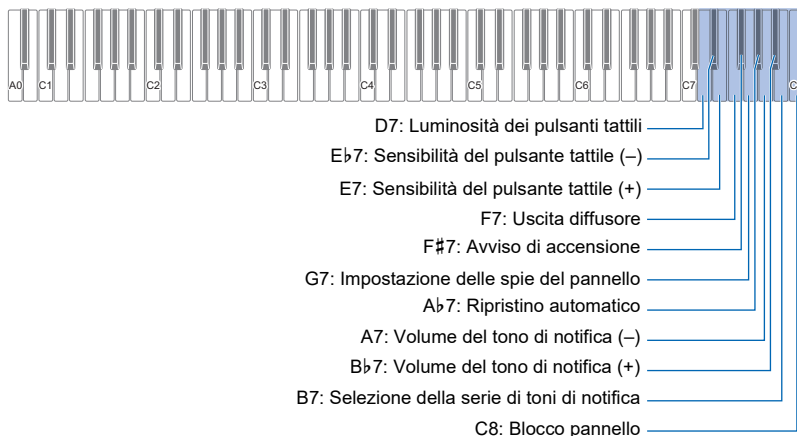 A0 C1 C2 C3 C4 C5 C6 C7 C
D7: Luminosità dei pulsanti tattili
E♭7: Sensibilità del pulsante tattile (–)
E7: Sensibilità del pulsante tattile (+)
F7: Uscita diffusore
F♯7: Avviso di accensione
G7: Impostazione delle spie del pannello
A♭7: Ripristino automatico
A7: Volume del tono di notifica (–)
B♭7: Volume del tono di notifica (+)
B7: Selezione della serie di toni di notifica
C8: Blocco pannello